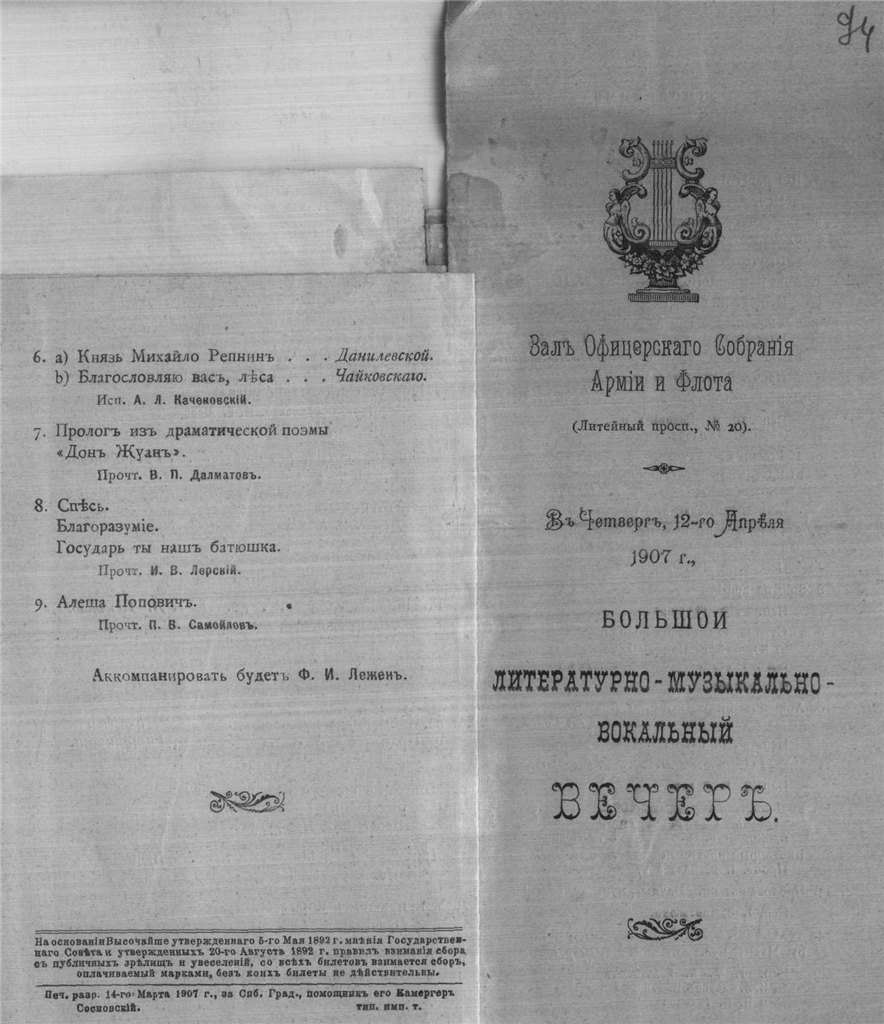 94
6. a) Князь Михайло Репнинъ . . . Данилевской.
b) Благословляю васъ, лѣса . . . Чайковскаго.
Исп. А. Л. Каченовскій.
7. Прологъ изъ драматической поэмы
«Донъ Жуанъ».
Прочт. В. П. Далматовъ.
8. Спѣсь.
Благоразуміе.
Государь ты нашъ батюшка.
Прочт. И. В. Лерскій.
9. Алеша Поповичъ.
Прочт. П. В. Самойловъ.
Аккомпанировать будетъ Ф. И. Леженъ.
На основаніи Высочайше утвержденнаго 5-го Мая 1892 г. мнѣнія Государствен-
наго Совѣта и утвержденныхъ 20-го Августа 1892 г. правилъ взиманія сбора
съ публичныхъ зрѣлищъ и увеселеній, со всѣхъ билетовъ взимается сборъ,
оплачиваемый марками, безъ коихъ билеты не дѣйствительны.
Печ. разр. 14-го Марта 1907 г., за Спб. Град., помощникъ его Камергеръ
Сосновскій. тип. имп. т.
Залъ Офицерскаго Собранія
Арміи и Флота
(Литейный просп., № 20).
Въ Четвергъ, 12-го Апрѣля
1907 г.,
БОЛЬШОЙ
ЛИТЕРАТУРНО-МУЗЫКАЛЬНО-
ВОКАЛЬНЫЙ
ВЕЧЕРЪ.